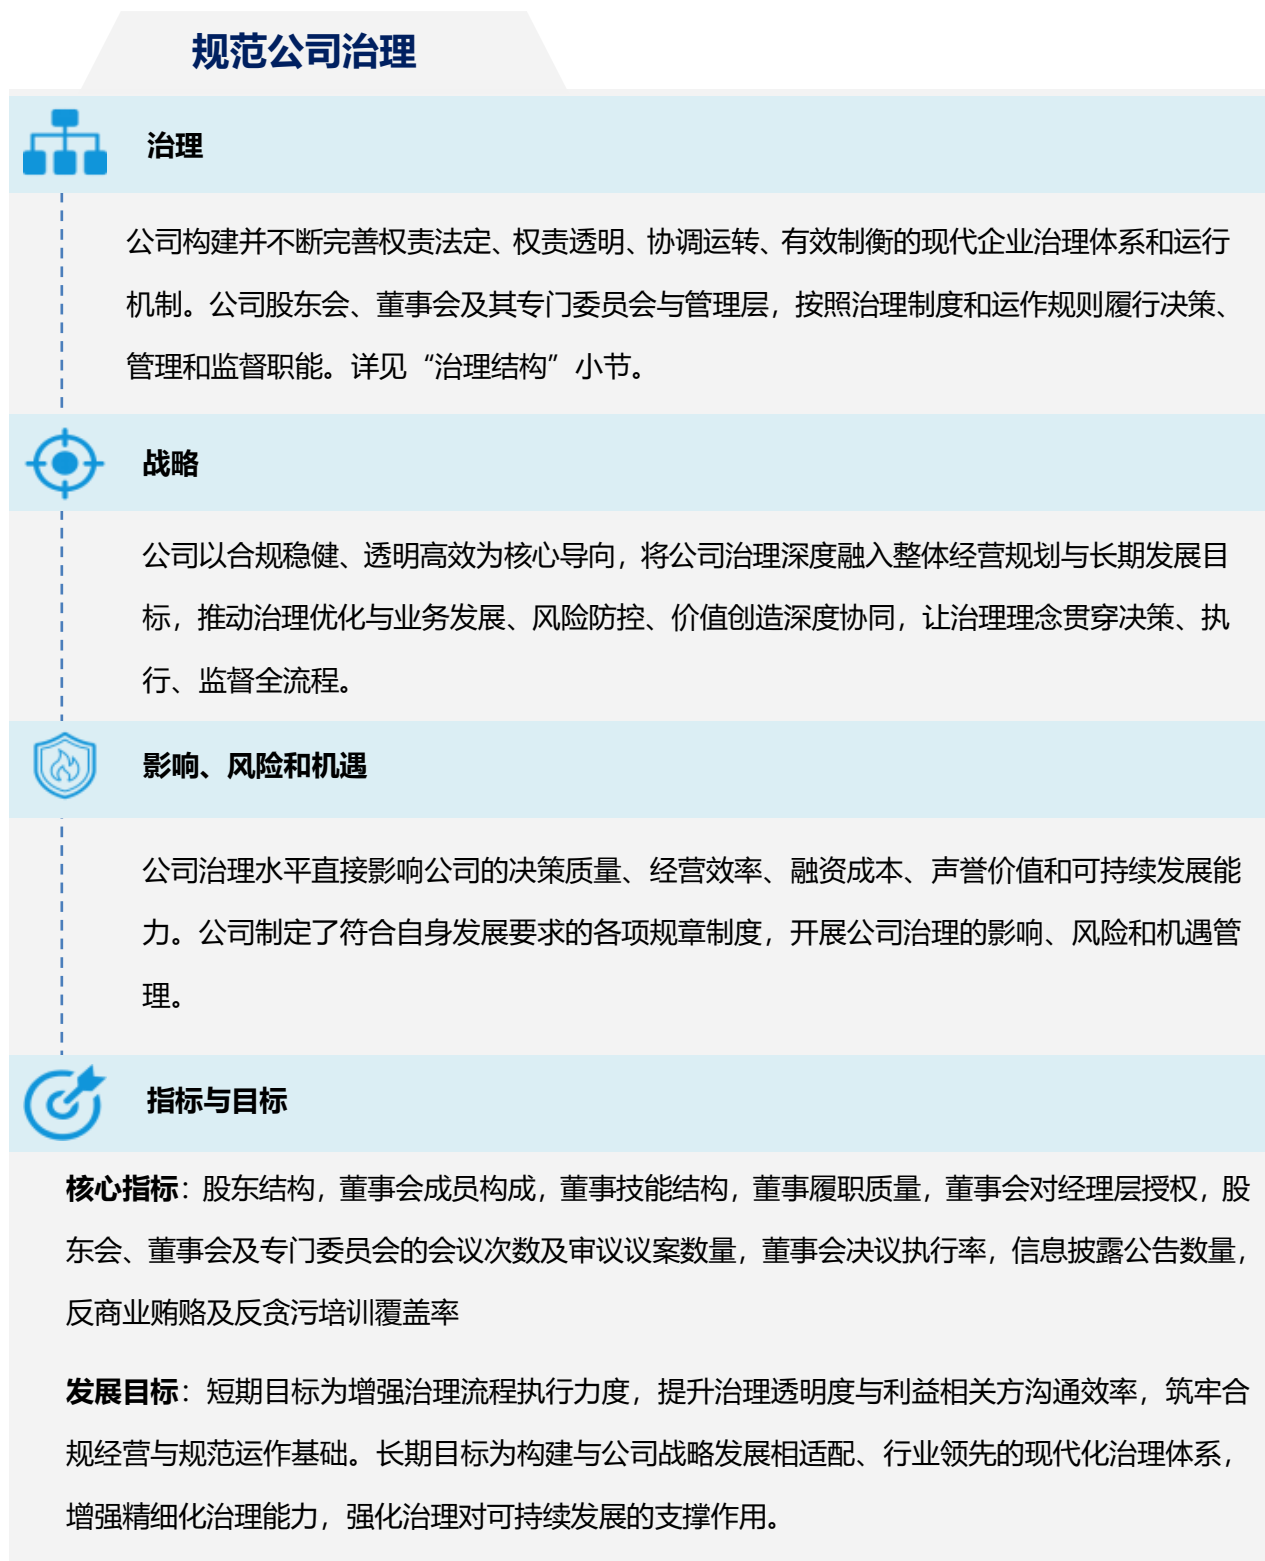 规范公司治理
治理
公司构建并不断完善权责法定、权责透明、协调运转、有效制衡的现代企业治理体系和运行
机制。公司股东会、董事会及其专门委员会与管理层，按照治理制度和运作规则履行决策、
管理和监督职能。详见“治理结构”小节。
战略
公司以合规稳健、透明高效为核心导向，将公司治理深度融入整体经营规划与长期发展目
标，推动治理优化与业务发展、风险防控、价值创造深度协同，让治理理念贯穿决策、执
行、监督全流程。
影响、风险和机遇
公司治理水平直接影响公司的决策质量、经营效率、融资成本、声誉价值和可持续发展能
力。公司制定了符合自身发展要求的各项规章制度，开展公司治理的影响、风险和机遇管
理。
指标与目标
核心指标：股东结构，董事会成员构成，董事技能结构，董事履职质量，董事会对经理层授权，股
东会、董事会及专门委员会的会议次数及审议议案数量，董事会决议执行率，信息披露公告数量，
反商业贿赂及反贪污培训覆盖率
发展目标：短期目标为增强治理流程执行力度，提升治理透明度与利益相关方沟通效率，筑牢合
规经营与规范运作基础。长期目标为构建与公司战略发展相适配、行业领先的现代化治理体系，
增强精细化治理能力，强化治理对可持续发展的支撑作用。